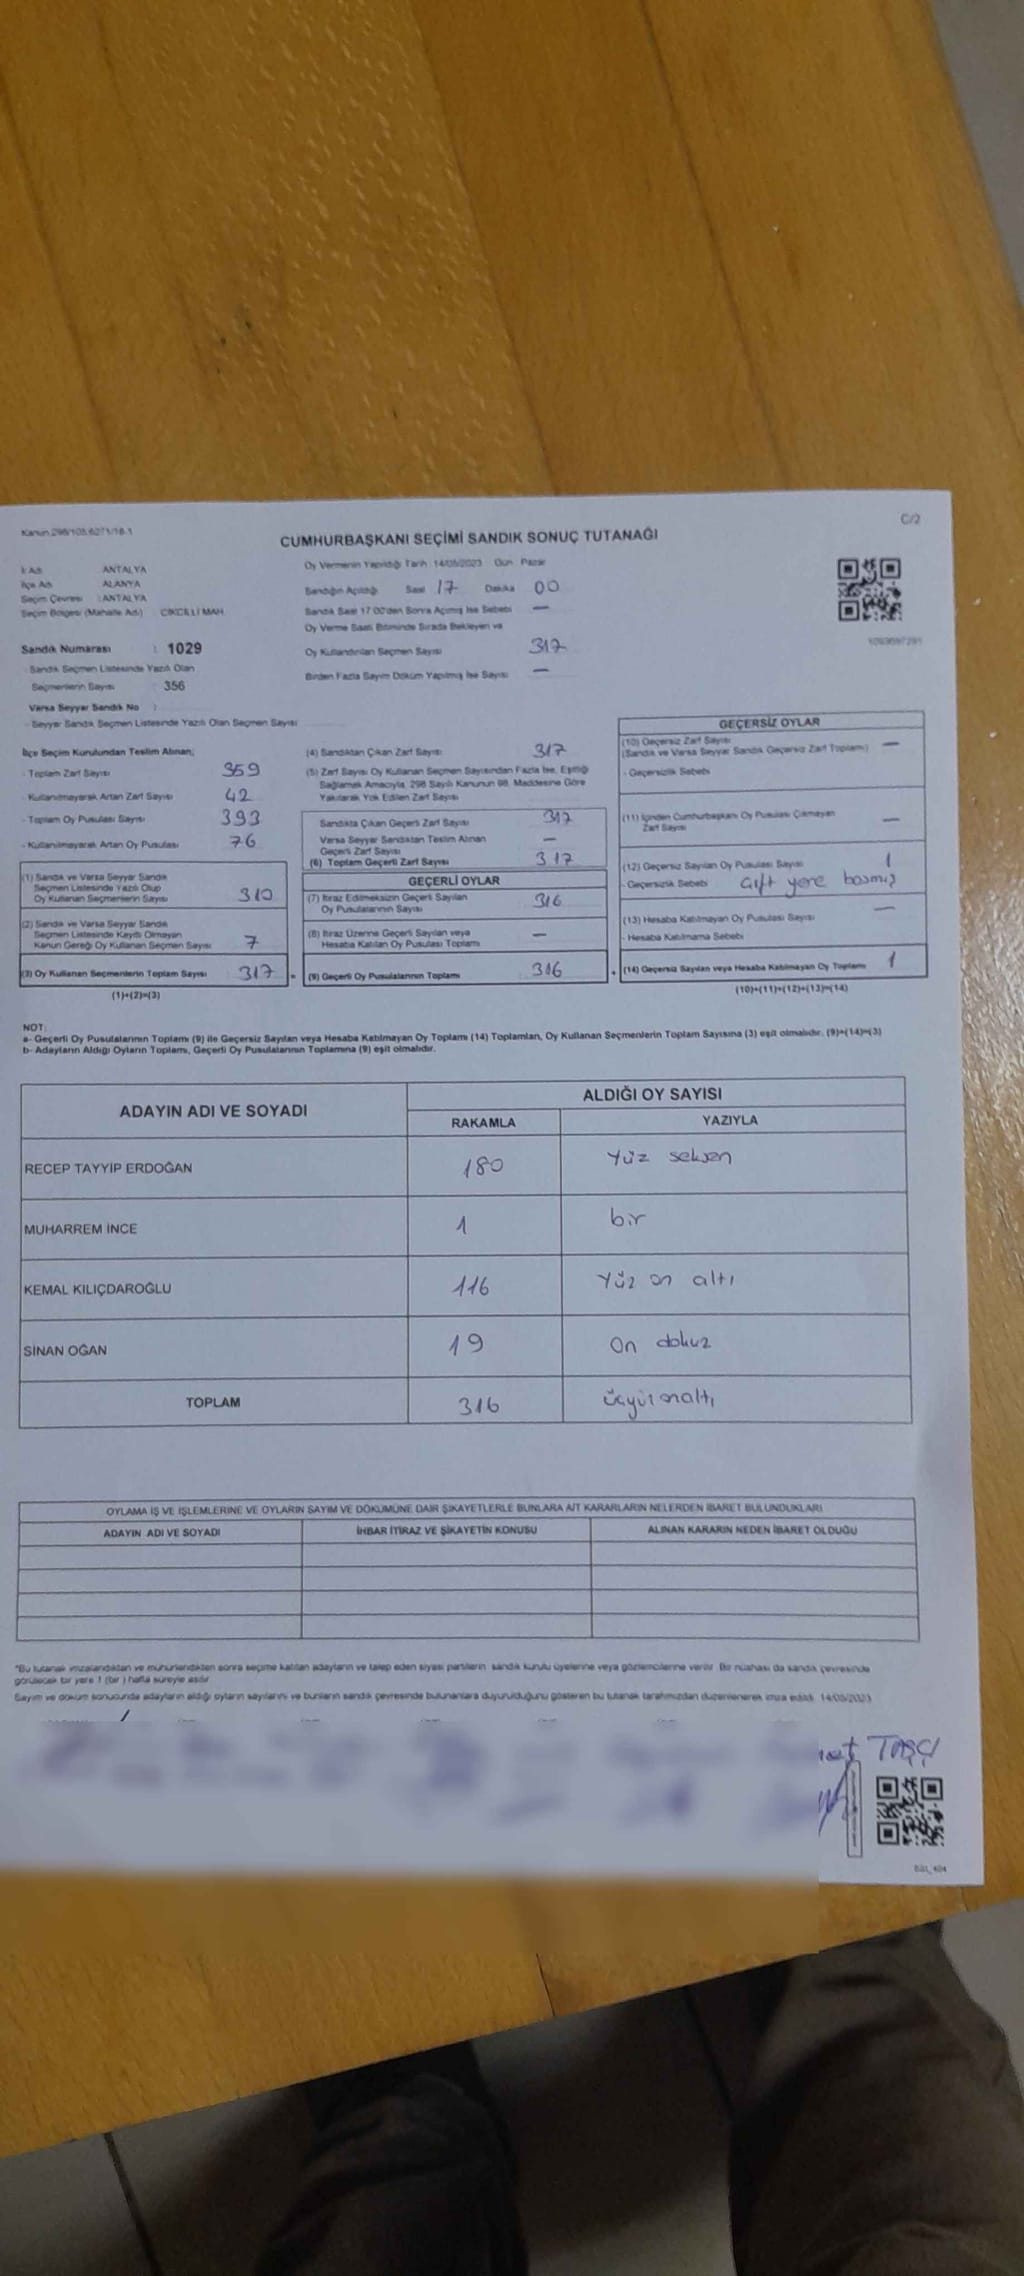 Kanun:298/105,6271/18-1
C/2
CUMHURBAŞKANI SEÇİMİ SANDIK SONUÇ TUTANAĞI
İl Adı : ANTALYA
İlçe Adı : ALANYA
Seçim Çevresi : ANTALYA
Seçim Bölgesi (Mahalle Adı) : CİKCİLLİ MAH.
Sandık Numarası : 1029
- Sandık Seçmen Listesinde Yazılı Olan
Seçmenlerin Sayısı : 356
Varsa Seyyar Sandık No :
- Seyyar Sandık Seçmen Listesinde Yazılı Olan Seçmen Sayısı
Oy Vermenin Yapıldığı Tarih : 14/05/2023 Gün : Pazar
Sandığın Açıldığı Saat 17 Dakika 00
Sandık Saat 17:00'den Sonra Açılmış İse Sebebi —
Oy Verme Saati Bitiminde Sırada Bekleyen ve
Oy Kullandırılan Seçmen Sayısı 317
Birden Fazla Sayım Döküm Yapılmış İse Sayısı —
İlçe Seçim Kurulundan Teslim Alınan;
- Toplam Zarf Sayısı 359
- Kullanılmayarak Artan Zarf Sayısı 42
- Toplam Oy Pusulası Sayısı 393
- Kullanılmayarak Artan Oy Pusulası 76
(1) Sandık ve Varsa Seyyar Sandık
Seçmen Listesinde Yazılı Olup
Oy Kullanan Seçmenlerin Sayısı 310
(2) Sandık ve Varsa Seyyar Sandık
Seçmen Listesinde Kayıtlı Olmayan
Kanun Gereği Oy Kullanan Seçmen Sayısı 7
(3) Oy Kullanan Seçmenlerin Toplam Sayısı 317
(1)+(2)=(3)
(4) Sandıktan Çıkan Zarf Sayısı 317
(5) Zarf Sayısı Oy Kullanan Seçmen Sayısından Fazla İse, Eşitliği
Sağlamak Amacıyla, 298 Sayılı Kanunun 98. Maddesine Göre
Yakılarak Yok Edilen Zarf Sayısı
Sandıkta Çıkan Geçerli Zarf Sayısı 317
Varsa Seyyar Sandıktan Teslim Alınan
Geçerli Zarf Sayısı —
(6) Toplam Geçerli Zarf Sayısı 317
GEÇERLİ OYLAR
(7) İtiraz Edilmeksizin Geçerli Sayılan
Oy Pusulalarının Sayısı 316
(8) İtiraz Üzerine Geçerli Sayılan veya
Hesaba Katılan Oy Pusulası Toplamı —
(9) Geçerli Oy Pusulalarının Toplamı 316
GEÇERSİZ OYLAR
(10) Geçersiz Zarf Sayısı
(Sandık ve Varsa Seyyar Sandık Geçersiz Zarf Toplamı) —
- Geçersizlik Sebebi
(11) İçinden Cumhurbaşkanı Oy Pusulası Çıkmayan
Zarf Sayısı —
(12) Geçersiz Sayılan Oy Pusulası Sayısı 1
- Geçersizlik Sebebi çift yere basmış
(13) Hesaba Katılmayan Oy Pusulası Sayısı —
- Hesaba Katılmama Sebebi
(14) Geçersiz Sayılan veya Hesaba Katılmayan Oy Toplamı 1
(10)+(11)+(12)+(13)=(14)
NOT:
a- Geçerli Oy Pusulalarının Toplamı (9) ile Geçersiz Sayılan veya Hesaba Katılmayan Oy Toplamı (14) Toplamları, Oy Kullanan Seçmenlerin Toplam Sayısına (3) eşit olmalıdır. (9)+(14)=(3)
b- Adayların Aldığı Oyların Toplamı, Geçerli Oy Pusulalarının Toplamına (9) eşit olmalıdır.
ADAYIN ADI VE SOYADI
ALDIĞI OY SAYISI
RAKAMLA YAZIYLA
RECEP TAYYİP ERDOĞAN 180 Yüz seksen
MUHARREM İNCE 1 bir
KEMAL KILIÇDAROĞLU 116 Yüz on altı
SİNAN OĞAN 19 On dokuz
TOPLAM 316 üçyüzonaltı
OYLAMA İŞ VE İŞLEMLERİNE VE OYLARIN SAYIM VE DÖKÜMÜNE DAİR ŞİKAYETLERLE BUNLARA AİT KARARLARIN NELERDEN İBARET BULUNDUKLARI
ADAYIN ADI VE SOYADI İHBAR İTİRAZ VE ŞİKAYETİN KONUSU ALINAN KARARIN NEDEN İBARET OLDUĞU
*Bu tutanak imzalandıktan ve mühürlendikten sonra seçime katılan adayların ve talep eden siyasi partilerin sandık kurulu üyelerine veya gözlemcilerine verilir. Bir nüshası da sandık çevresinde
görülecek bir yere 1 (bir) hafta süreyle asılır.
Sayım ve döküm sonucunda adayların aldığı oyların sayılarını ve bunların sandık çevresinde bulunanlara duyurulduğunu gösteren bu tutanak tarafımızdan düzenlenerek imza edildi. 14/05/2023
TAŞÇI